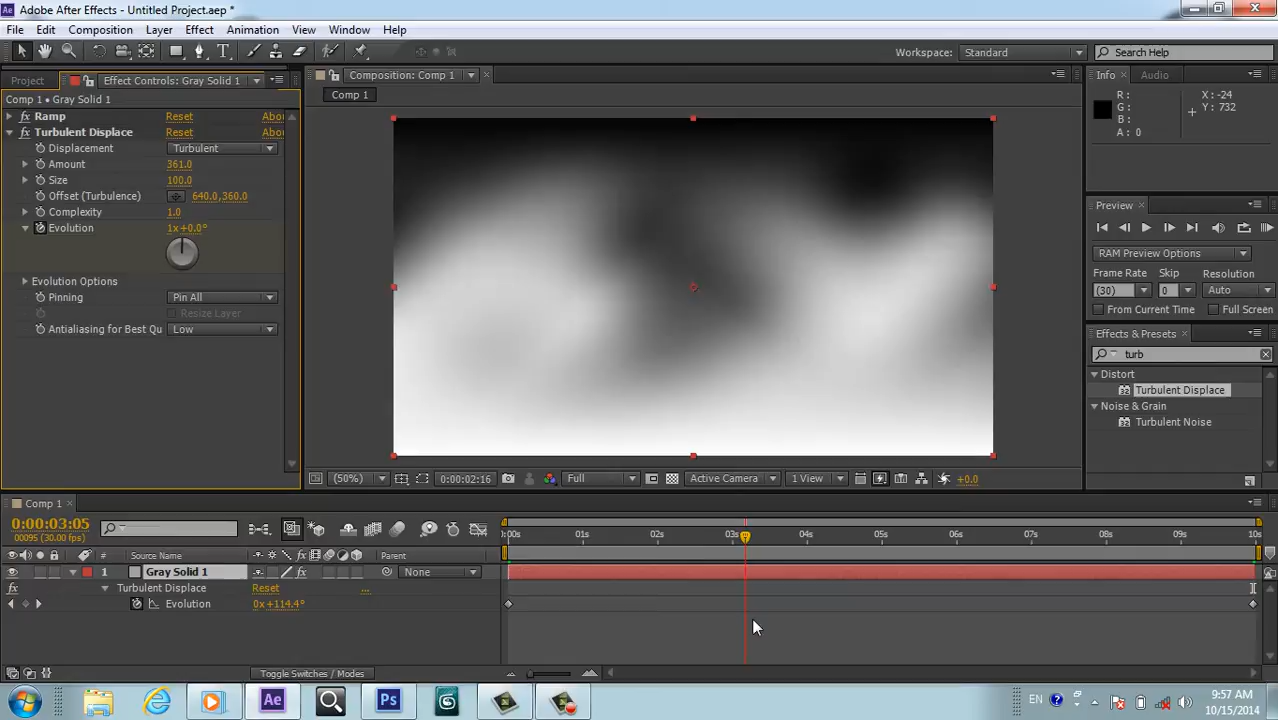 Adobe After Effects - Untitled Project.aep *
File Edit Composition Layer Effect Animation View Window Help
Workspace: Standard Search Help
Project Effect Controls: Gray Solid 1
Comp 1 • Gray Solid 1
Ramp Reset Abou
Turbulent Displace Reset Abou
Displacement Turbulent
Amount 361.0
Size 100.0
Offset (Turbulence) 640.0,360.0
Complexity 1.0
Evolution 1x+0.0°
Evolution Options
Pinning Pin All
Resize Layer
Antialiasing for Best Qu Low
Composition: Comp 1
Comp 1
(50%) 0:00:02:16 Full Active Camera 1 View +0.0
Info Audio
R: X: -24
G: Y: 732
B:
A: 0
Preview
RAM Preview Options
Frame Rate Skip Resolution
(30) 0 Auto
From Current Time Full Screen
Effects & Presets
turb
Distort
32 Turbulent Displace
Noise & Grain
32 Turbulent Noise
Comp 1
0:00:03:05
00095 (30.00 fps)
:00s 01s 02s 03s 04s 05s 06s 07s 08s 09s 10s
# Source Name Parent
1 Gray Solid 1 None
Turbulent Displace Reset ...
Evolution 0x+114.4°
Toggle Switches / Modes
Ae Ps EN 9:57 AM
10/15/2014